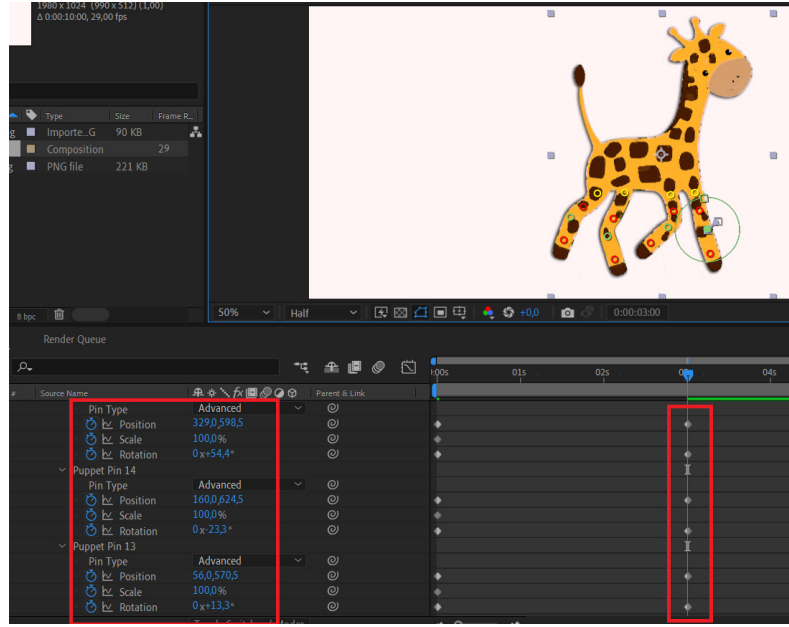 1980 x 1024 (990 x 512) (1,00)
Δ 0:00:10:00, 29,00 fps
Type Size Frame R...
g Importe...G 90 KB
Composition 29
g PNG file 221 KB
8 bpc 50% Half +0,0 0:00:03:00
Render Queue
:00s 01s 02s 04s
# Source Name Parent & Link
Pin Type Advanced
Position 329,0,598,5
Scale 100,0%
Rotation 0x+54,4°
Puppet Pin 14
Pin Type Advanced
Position 160,0,624,5
Scale 100,0%
Rotation 0x-23,3°
Puppet Pin 13
Pin Type Advanced
Position 56,0,570,5
Scale 100,0%
Rotation 0x+13,3°